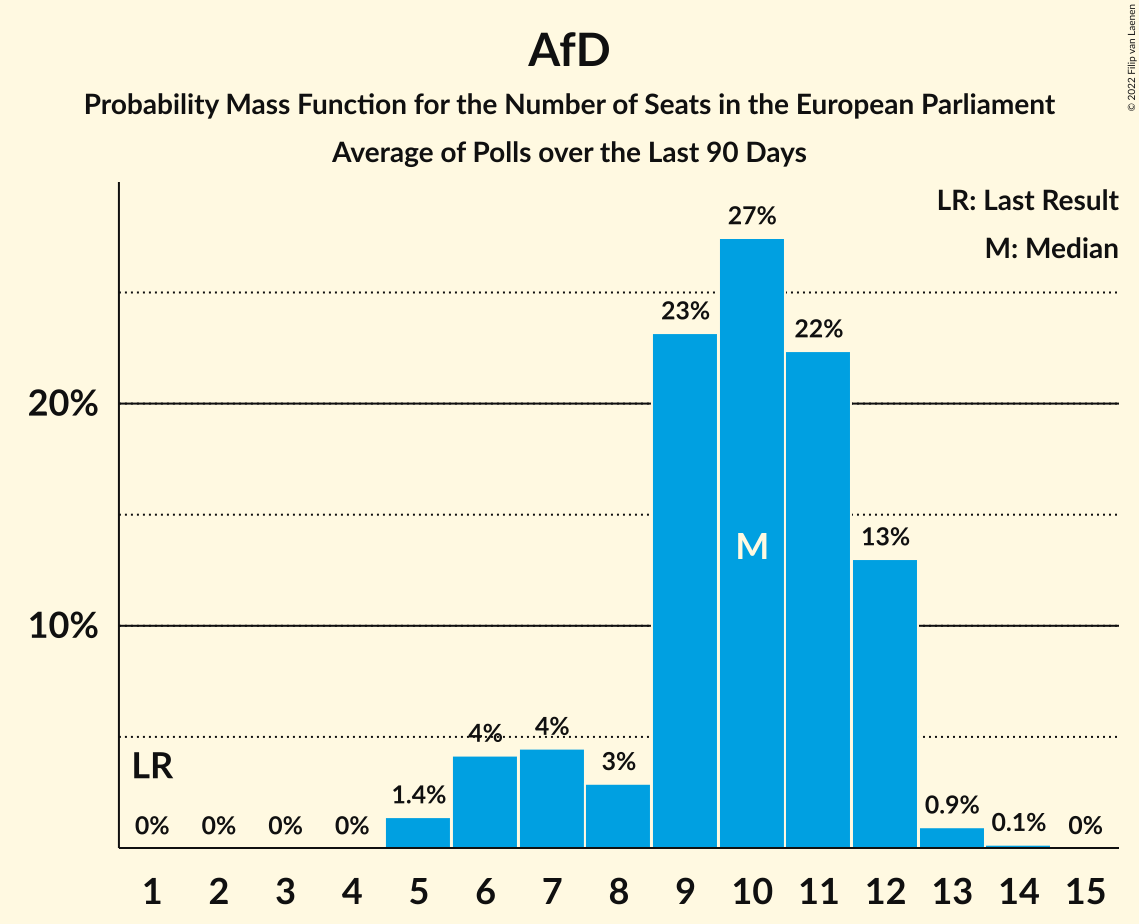 AfD
Probability Mass Function for the Number of Seats in the European Parliament
Average of Polls over the Last 90 Days
© 2022 Filip van Laenen
LR: Last Result
M: Median
27%
23%
22%
20%
M
13%
10%
4%
4%
3%
LR
1.4%
0.9%
0.1%
0%
0%
0%
0%
0%
1 2 3 4 5 6 7 8 9 10 11 12 13 14 15